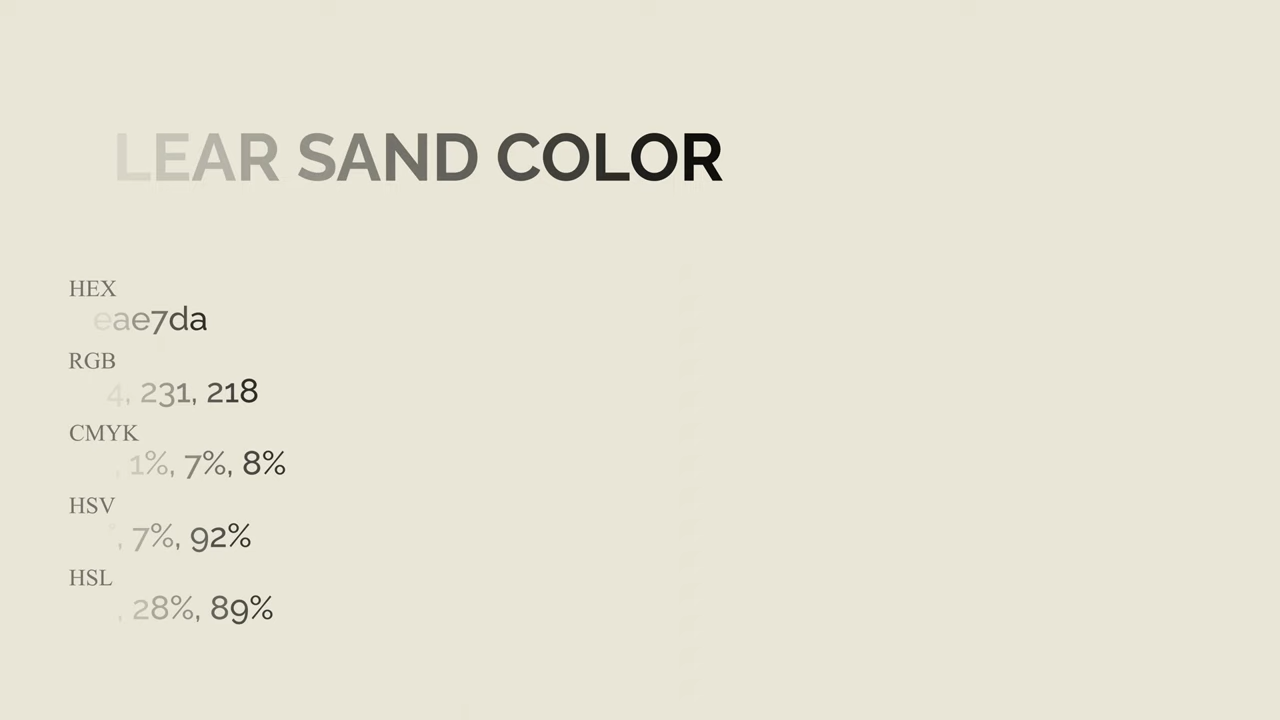 LEAR SAND COLOR
HEX
eae7da
RGB
4, 231, 218
CMYK
, 1%, 7%, 8%
HSV
°, 7%, 92%
HSL
, 28%, 89%